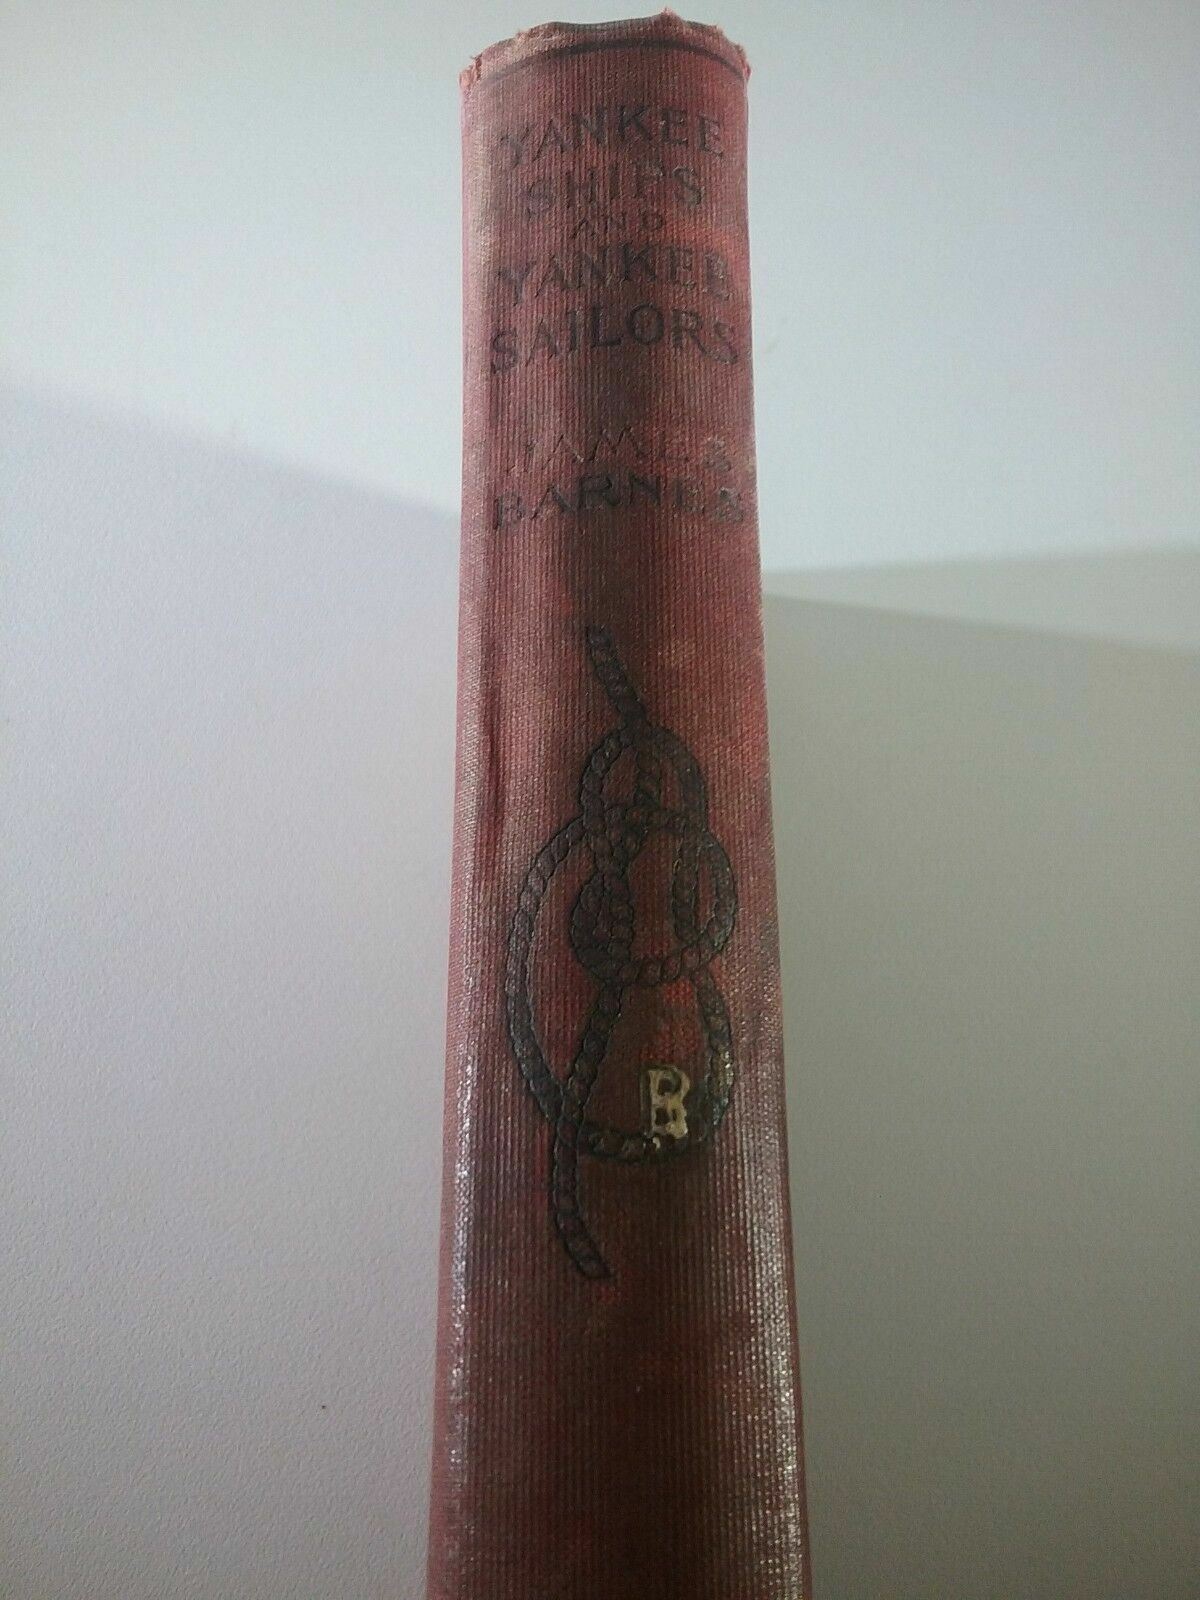 YANKEE
SHIPS
AND
YANKEE
SAILORS
JAMES
BARNES
B